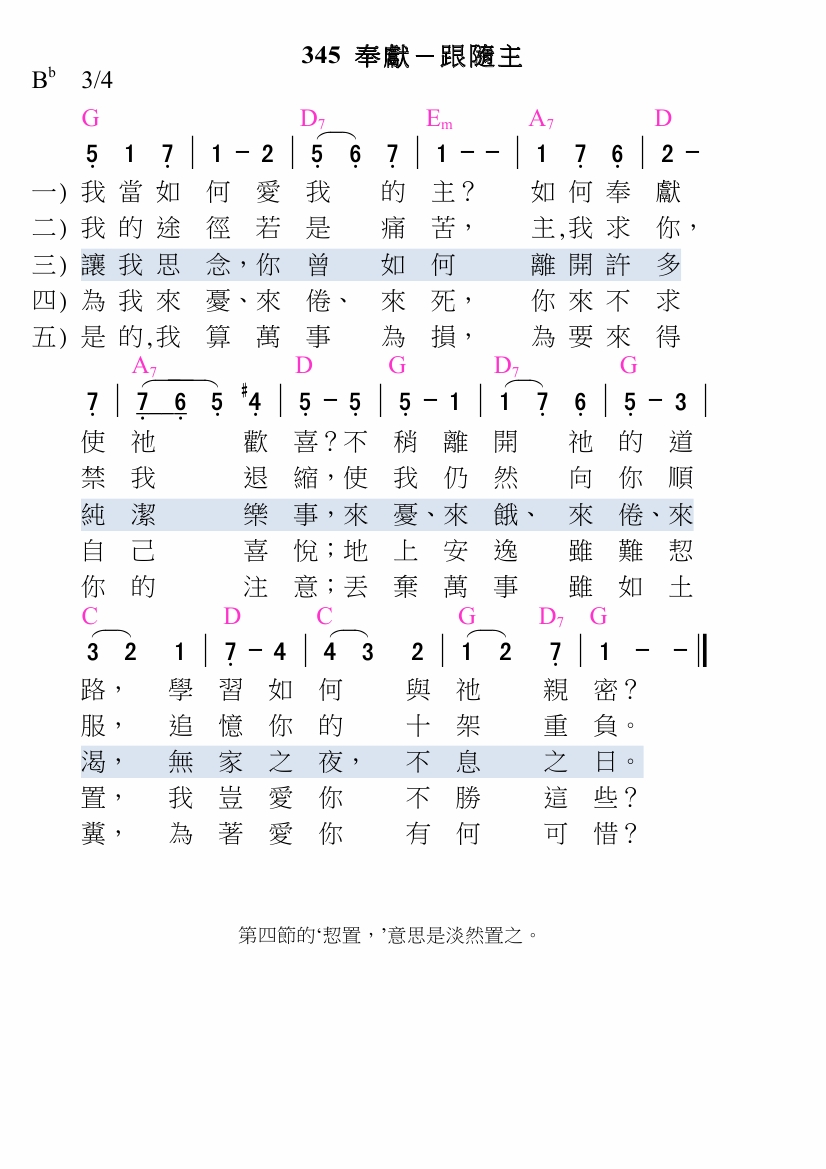 345 奉獻－跟隨主
B♭ 3/4
G D7 Em A7 D
5 1 7 | 1 - 2 | 5 6 7 | 1 - - | 1 7 6 | 2 -
一) 我當如何愛我的主？如何奉獻
二) 我的途徑若是痛苦，主,我求你，
三) 讓我思念，你曾如何離開許多
四) 為我來憂、來倦、來死，你來不求
五) 是的,我算萬事為損，為要來得
A7 D G D7 G
7 | 7 6 5 ♯4 | 5 - 5 | 5 - 1 | 1 7 6 | 5 - 3 |
使祂歡喜？不稍離開祂的道
禁我退縮，使我仍然向你順
純潔樂事，來憂、來餓、來倦、來
自己喜悅；地上安逸雖難恝
你的注意；丟棄萬事雖如土
C D C G D7 G
3 2 1 | 7 - 4 | 4 3 2 | 1 2 7 | 1 - - ‖
路，學習如何與祂親密？
服，追憶你的十架重負。
渴，無家之夜，不息之日。
置，我豈愛你不勝這些？
糞，為著愛你有何可惜？
第四節的‘恝置，’意思是淡然置之。